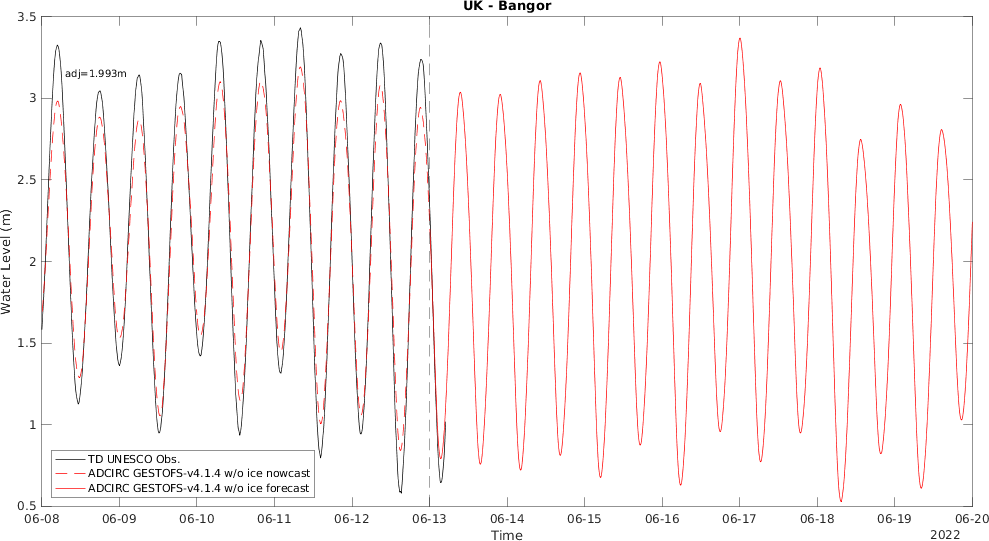 UK - Bangor
3.5
adj=1.993m
3
2.5
2
1.5
1
0.5
Water Level (m)
TD UNESCO Obs.
ADCIRC GESTOFS-v4.1.4 w/o ice nowcast
ADCIRC GESTOFS-v4.1.4 w/o ice forecast
06-08 06-09 06-10 06-11 06-12 06-13 06-14 06-15 06-16 06-17 06-18 06-19 06-20
Time
2022